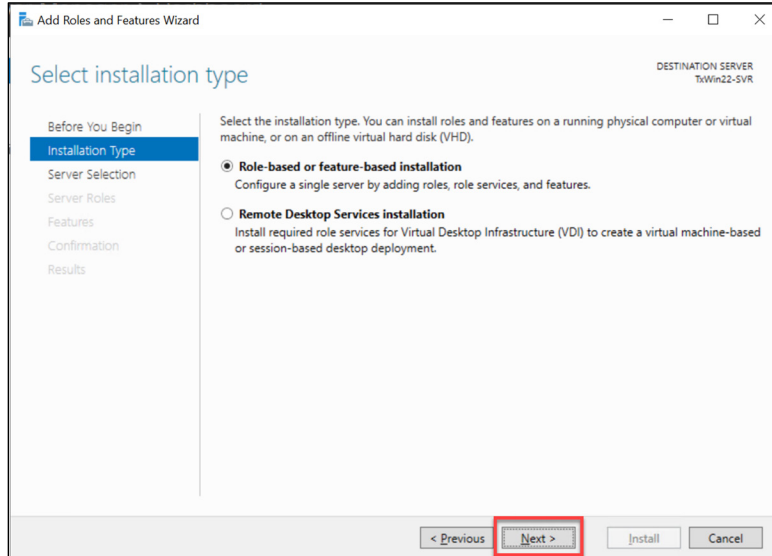 Add Roles and Features Wizard
Select installation type
DESTINATION SERVER
TxWin22-SVR
Before You Begin
Installation Type
Server Selection
Server Roles
Features
Confirmation
Results
Select the installation type. You can install roles and features on a running physical computer or virtual
machine, or on an offline virtual hard disk (VHD).
Role-based or feature-based installation
Configure a single server by adding roles, role services, and features.
Remote Desktop Services installation
Install required role services for Virtual Desktop Infrastructure (VDI) to create a virtual machine-based
or session-based desktop deployment.
< Previous
Next >
Install
Cancel